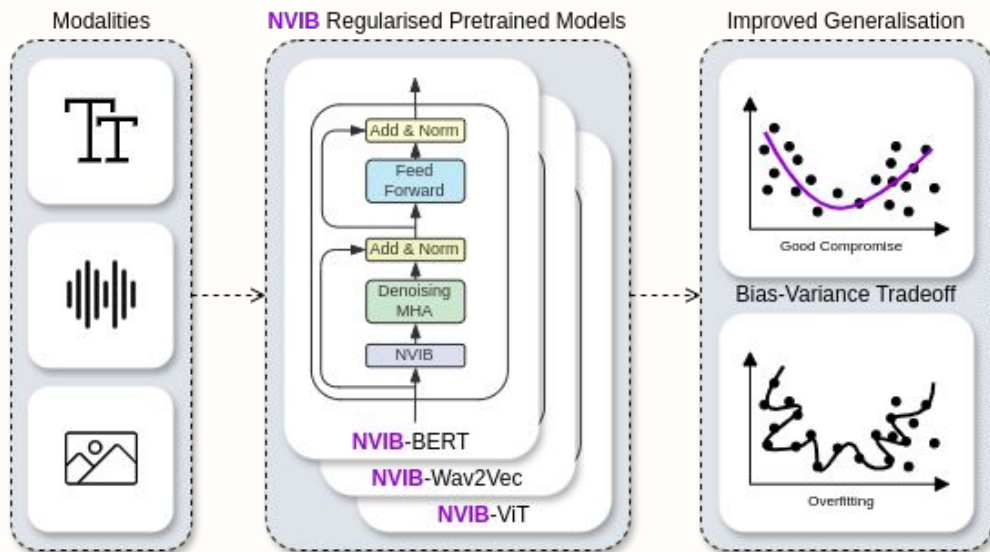 Modalities
TT
NVIB Regularised Pretrained Models
Add & Norm
Feed
Forward
Add & Norm
Denoising
MHA
NVIB
NVIB-BERT
NVIB-Wav2Vec
NVIB-ViT
Improved Generalisation
Good Compromise
Bias-Variance Tradeoff
Overfitting